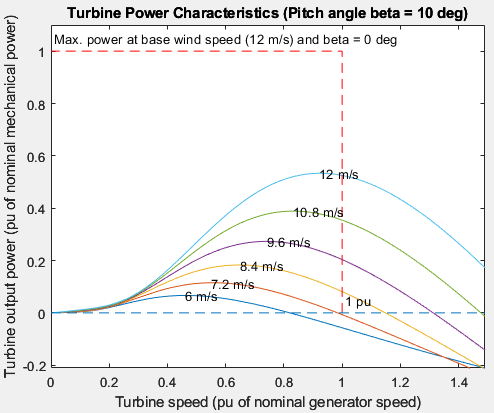 Turbine Power Characteristics (Pitch angle beta = 10 deg)
Max. power at base wind speed (12 m/s) and beta = 0 deg
1
0.8
0.6
0.4
0.2
0
-0.2
Turbine output power (pu of nominal mechanical power)
12 m/s
10.8 m/s
9.6 m/s
8.4 m/s
7.2 m/s
6 m/s
1 pu
0 0.2 0.4 0.6 0.8 1 1.2 1.4
Turbine speed (pu of nominal generator speed)